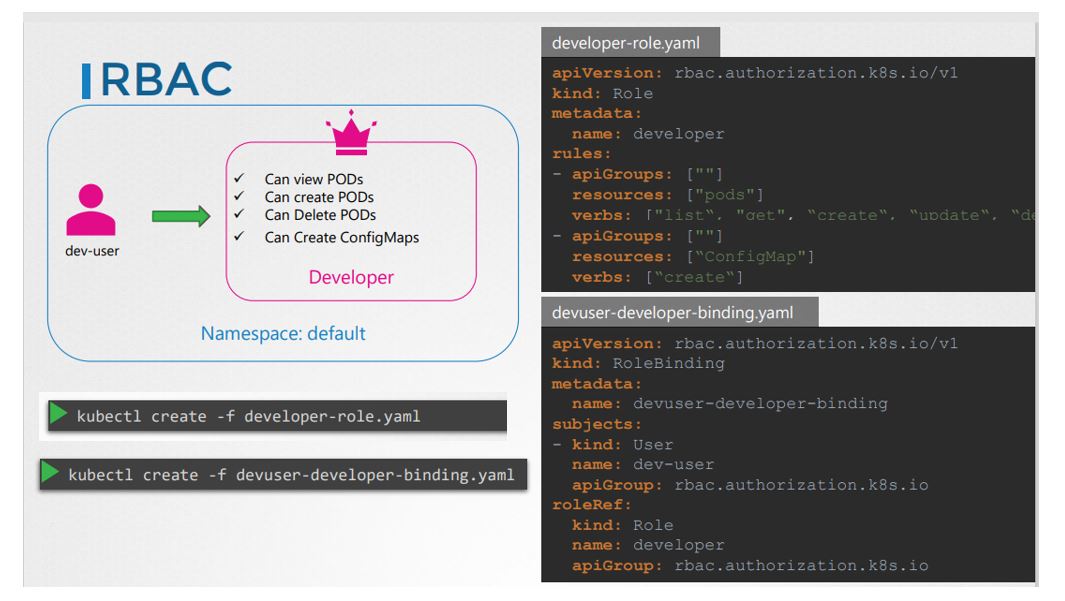 RBAC
dev-user
✓ Can view PODs
✓ Can create PODs
✓ Can Delete PODs
✓ Can Create ConfigMaps
Developer
Namespace: default
kubectl create -f developer-role.yaml
kubectl create -f devuser-developer-binding.yaml
developer-role.yaml
apiVersion: rbac.authorization.k8s.io/v1
kind: Role
metadata:
  name: developer
rules:
- apiGroups: [""]
  resources: ["pods"]
  verbs: ["list“, "get", “create“, “update“, “de
- apiGroups: [""]
  resources: [“ConfigMap"]
  verbs: [“create“]
devuser-developer-binding.yaml
apiVersion: rbac.authorization.k8s.io/v1
kind: RoleBinding
metadata:
  name: devuser-developer-binding
subjects:
- kind: User
  name: dev-user
  apiGroup: rbac.authorization.k8s.io
roleRef:
  kind: Role
  name: developer
  apiGroup: rbac.authorization.k8s.io